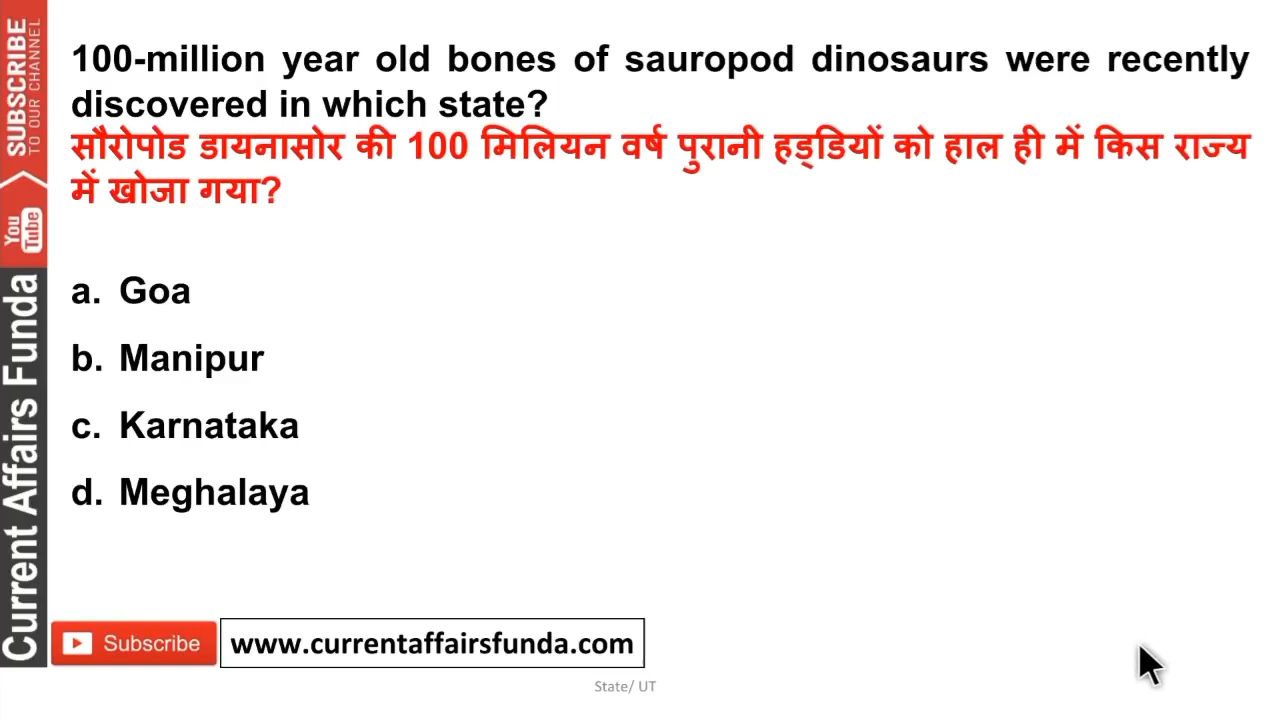 100-million year old bones of sauropod dinosaurs were recently
discovered in which state?
सौरोपोड डायनासोर की 100 मिलियन वर्ष पुरानी हड्डियों को हाल ही में किस राज्य
में खोजा गया?
a. Goa
b. Manipur
c. Karnataka
d. Meghalaya
SUBSCRIBE
TO OUR CHANNEL
You
Tube
Current Affairs Funda
Subscribe
www.currentaffairsfunda.com
State/ UT